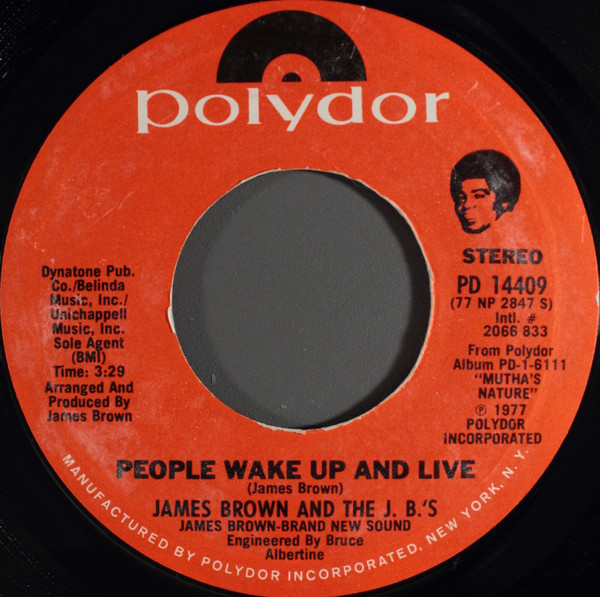 polydor
STEREO
PD 14409
(77 NP 2847 S)
Intl. #
2066 833
From Polydor
Album PD-1-6111
"MUTHA'S
NATURE"
℗ 1977
POLYDOR
INCORPORATED
Dynatone Pub.
Co./Belinda
Music, Inc./
Unichappell
Music, Inc.
Sole Agent
(BMI)
Time: 3:29
Arranged And
Produced By
James Brown
PEOPLE WAKE UP AND LIVE
(James Brown)
JAMES BROWN AND THE J. B.'S
JAMES BROWN-BRAND NEW SOUND
Engineered By Bruce
Albertine
MANUFACTURED BY POLYDOR INCORPORATED, NEW YORK, N. Y.